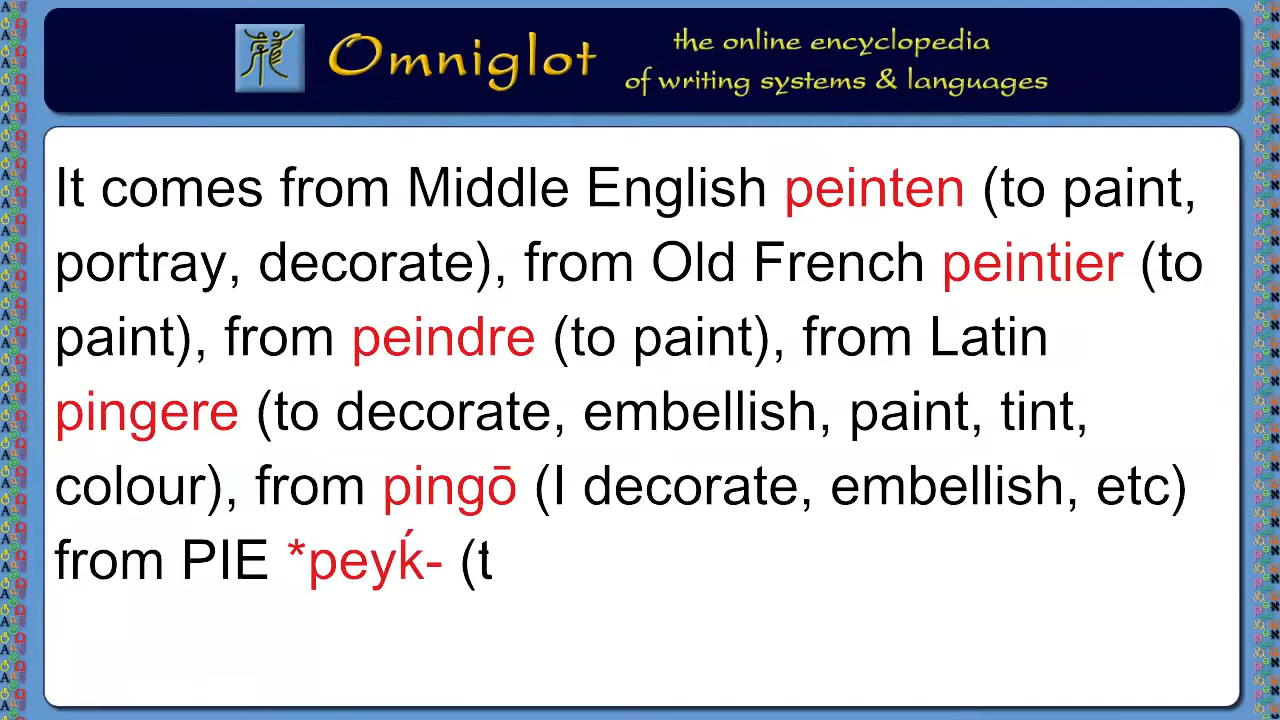 Omniglot
the online encyclopedia
of writing systems & languages
It comes from Middle English peinten (to paint,
portray, decorate), from Old French peintier (to
paint), from peindre (to paint), from Latin
pingere (to decorate, embellish, paint, tint,
colour), from pingō (I decorate, embellish, etc)
from PIE *peyḱ- (t